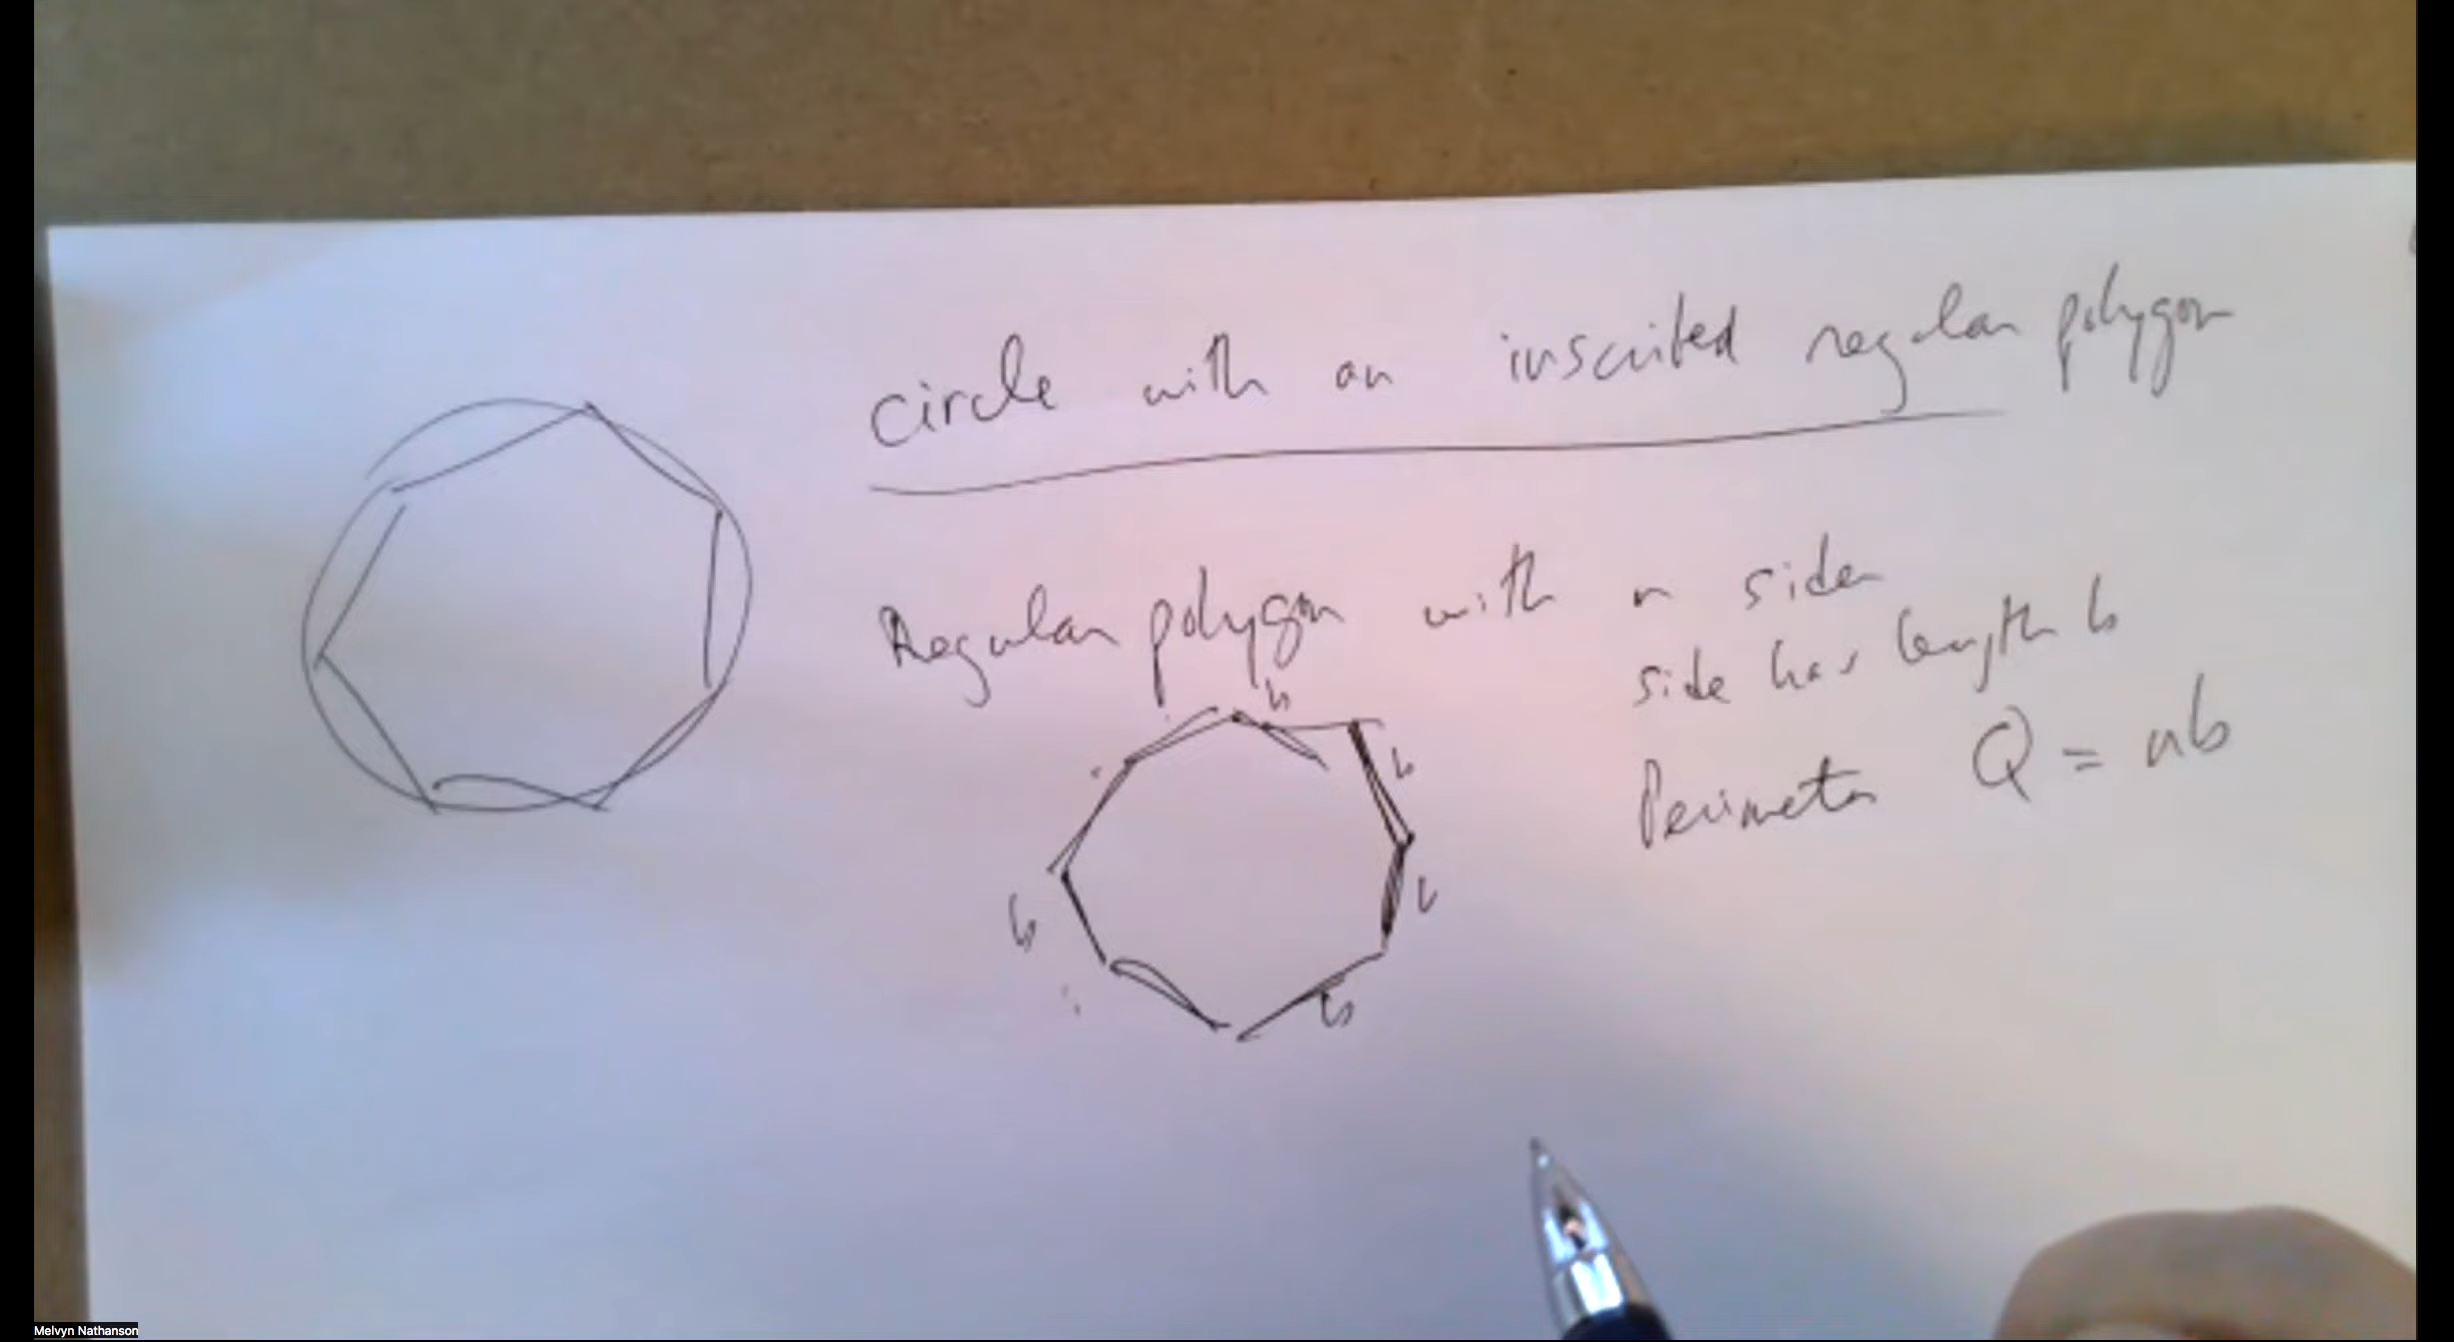 circle with an inscribed regular polygon
Regular polygon with n sides
side has length b
Perimeter Q = nb
b
b
b
b
b
Melvyn Nathanson